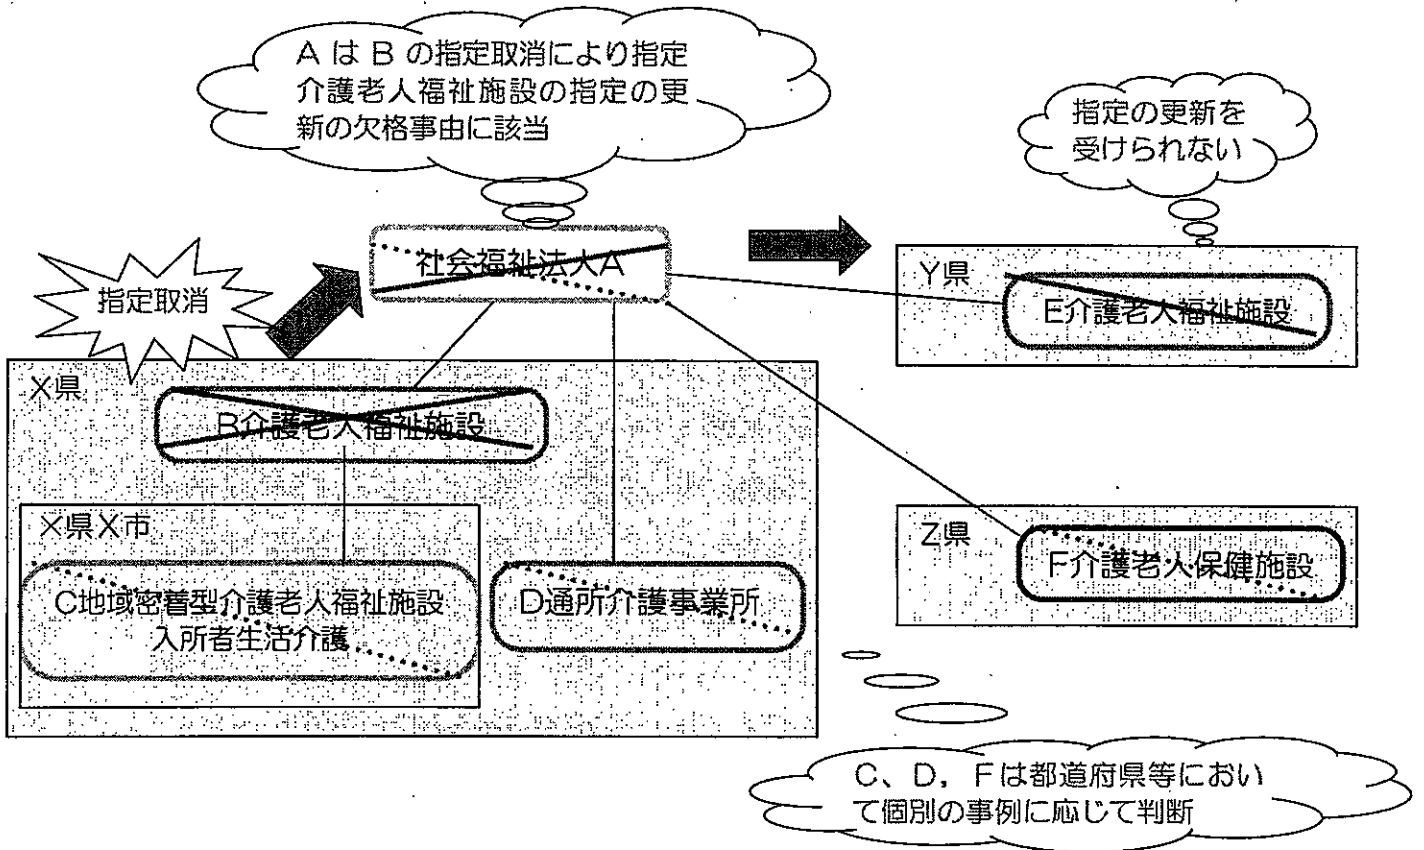 A は B の指定取消により指定
介護老人福祉施設の指定の更
新の欠格事由に該当
指定の更新を
受けられない
社会福祉法人A
指定取消
Y県
E介護老人福祉施設
X県
B介護老人福祉施設
X県X市
C地域密着型介護老人福祉施設
入所者生活介護
D通所介護事業所
Z県
F介護老人保健施設
C、D，Fは都道府県等におい
て個別の事例に応じて判断